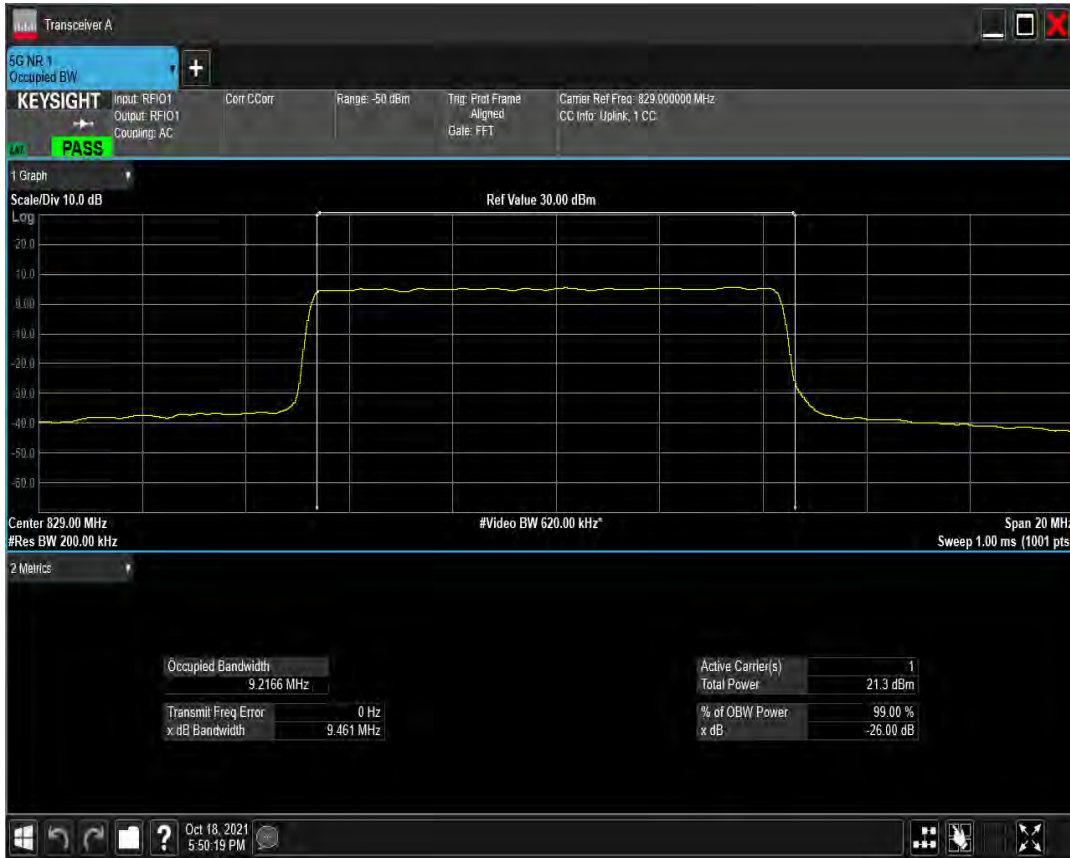 Transceiver A
5G NR 1
Occupied BW
+
KEYSIGHT
Input: RFIO1
Output: RFIO1
Coupling: AC
Corr CCorr
Range: -50 dBm
Trig: Prot Frame
Aligned
Gate: FFT
Carrier Ref Freq: 829.000000 MHz
CC Info: Uplink, 1 CC
PASS
1 Graph
Scale/Div 10.0 dB
Ref Value 30.00 dBm
Log
20.0
10.0
0.00
-10.0
-20.0
-30.0
-40.0
-50.0
-60.0
Center 829.00 MHz
#Video BW 620.00 kHz*
Span 20 MHz
#Res BW 200.00 kHz
Sweep 1.00 ms (1001 pts
2 Metrics
Occupied Bandwidth
9.2166 MHz
Transmit Freq Error 0 Hz
x dB Bandwidth 9.461 MHz
Active Carrier(s) 1
Total Power 21.3 dBm
% of OBW Power 99.00 %
x dB -26.00 dB
?
Oct 18, 2021
5:50:19 PM